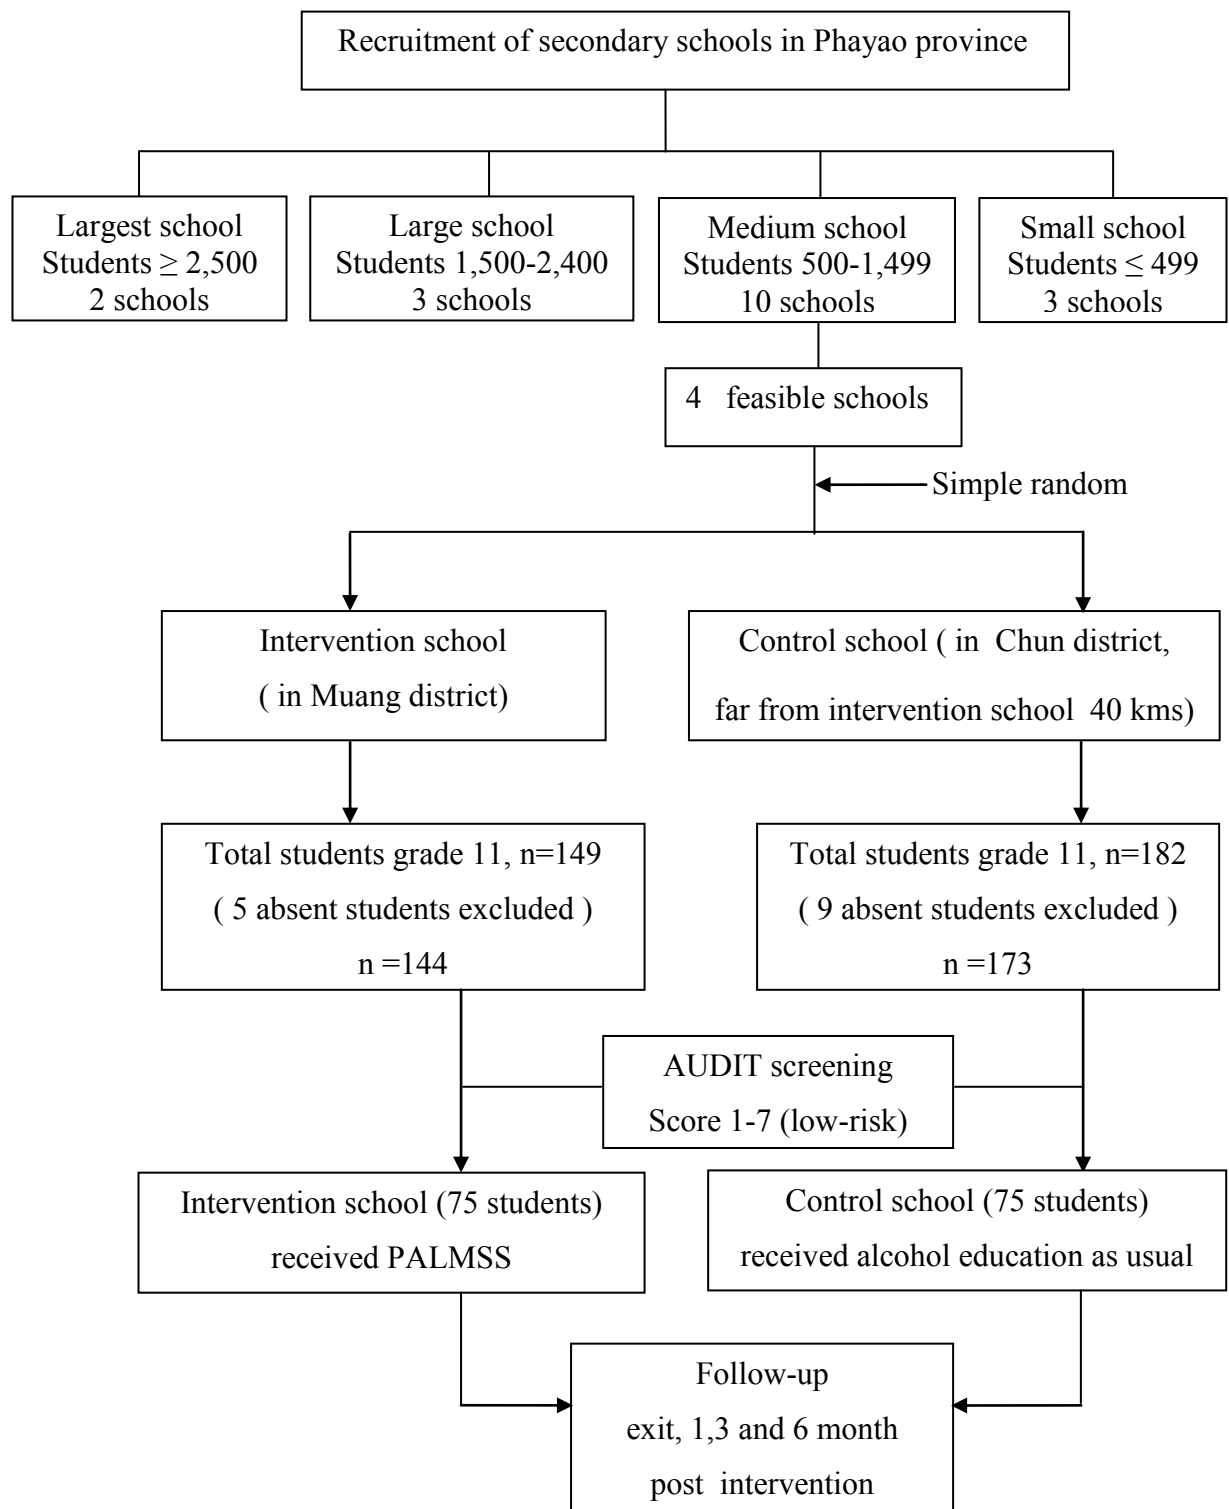 Recruitment of secondary schools in Phayao province
Largest school
Students ≥ 2,500
2 schools
Large school
Students 1,500-2,400
3 schools
Medium school
Students 500-1,499
10 schools
Small school
Students ≤ 499
3 schools
4 feasible schools
Simple random
Intervention school
( in Muang district)
Control school ( in Chun district,
far from intervention school 40 kms)
Total students grade 11, n=149
( 5 absent students excluded )
n =144
Total students grade 11, n=182
( 9 absent students excluded )
n =173
AUDIT screening
Score 1-7 (low-risk)
Intervention school (75 students)
received PALMSS
Control school (75 students)
received alcohol education as usual
Follow-up
exit, 1,3 and 6 month
post intervention